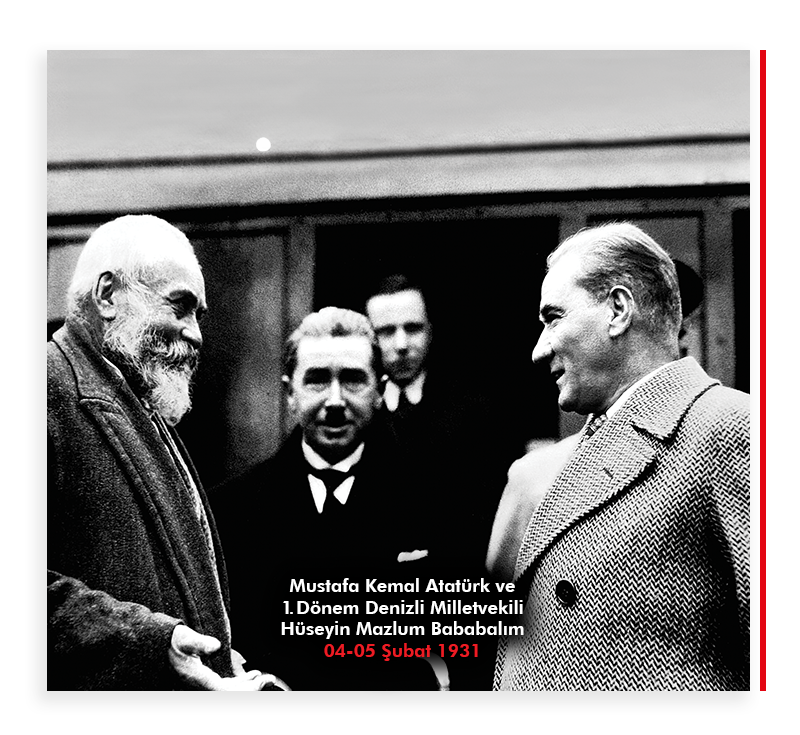 Mustafa Kemal Atatürk ve
1.Dönem Denizli Milletvekili
Hüseyin Mazlum Bababalım
04-05 Şubat 1931